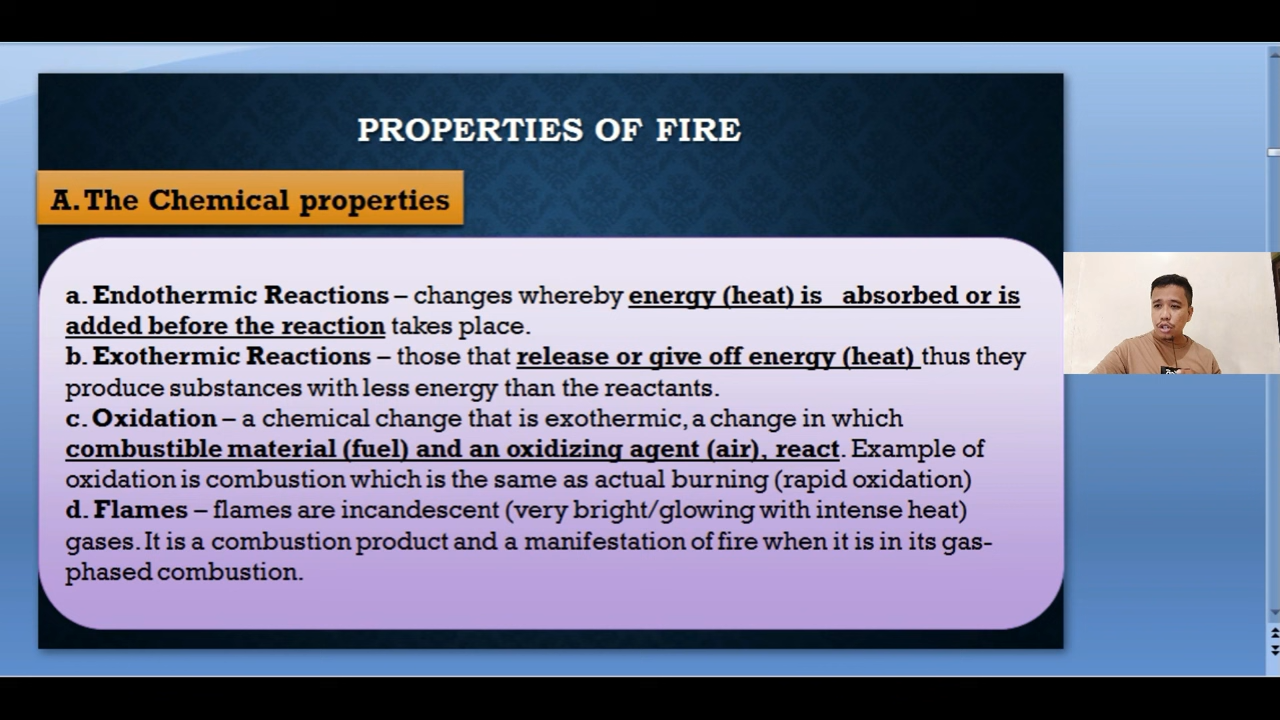 PROPERTIES OF FIRE
A. The Chemical properties
a. Endothermic Reactions – changes whereby energy (heat) is absorbed or is
added before the reaction takes place.
b. Exothermic Reactions – those that release or give off energy (heat) thus they
produce substances with less energy than the reactants.
c. Oxidation – a chemical change that is exothermic, a change in which
combustible material (fuel) and an oxidizing agent (air), react. Example of
oxidation is combustion which is the same as actual burning (rapid oxidation)
d. Flames – flames are incandescent (very bright/glowing with intense heat)
gases. It is a combustion product and a manifestation of fire when it is in its gas-
phased combustion.